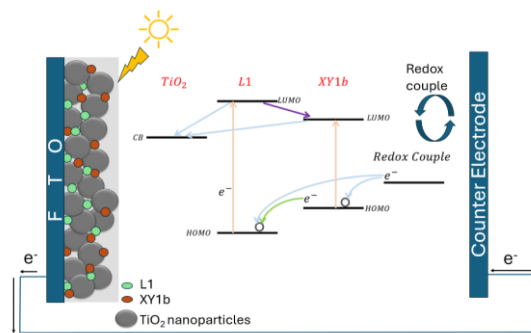 TiO₂
L1
XY1b
LUMO
LUMO
CB
e⁻
HOMO
e⁻
HOMO
e⁻
Redox Couple
Redox
couple
F T O
Counter Electrode
e⁻
e⁻
L1
XY1b
TiO₂ nanoparticles